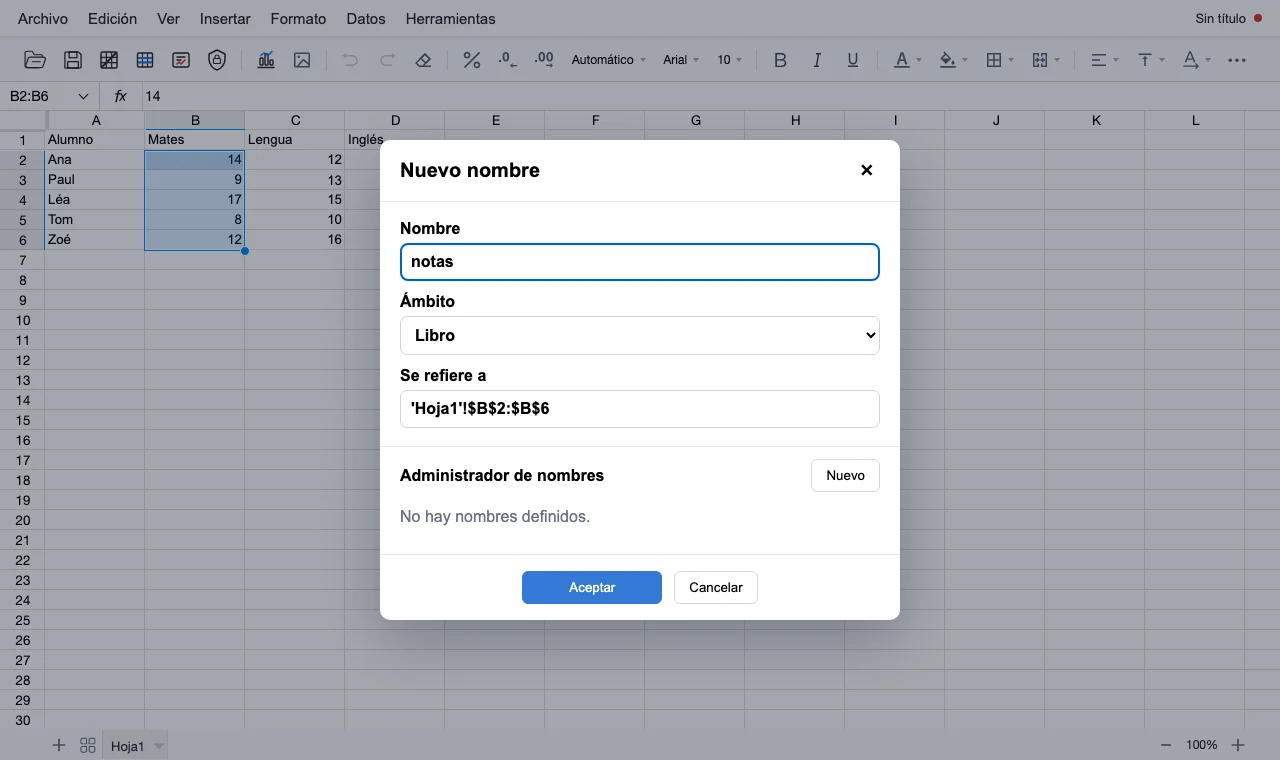 Archivo Edición Ver Insertar Formato Datos Herramientas Sin título
% .0 .00 Automático Arial 10 B I U A A
B2:B6 fx 14
A B C D E F G H I J K L
1 Alumno Mates Lengua Inglés
2 Ana 14 12
3 Paul 9 13
4 Léa 17 15
5 Tom 8 10
6 Zoé 12 16
7
8
9
10
11
12
13
14
15
16
17
18
19
20
21
22
23
24
25
26
27
28
29
30
Nuevo nombre
Nombre
notas
Ámbito
Libro
Se refiere a
'Hoja1'!$B$2:$B$6
Administrador de nombres Nuevo
No hay nombres definidos.
Aceptar Cancelar
Hoja1 100%